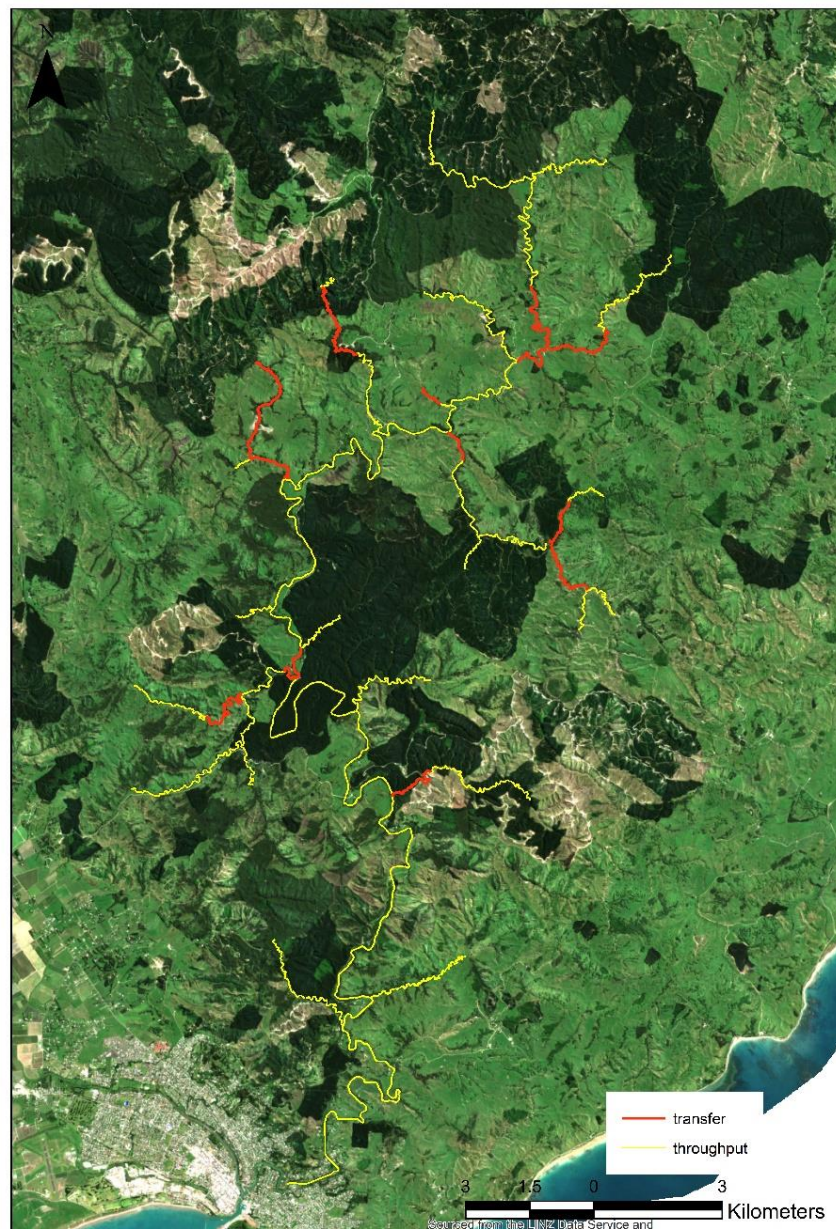 N
transfer
throughput
3 1.5 0 3
Kilometers
Sourced from the LINZ Data Service and